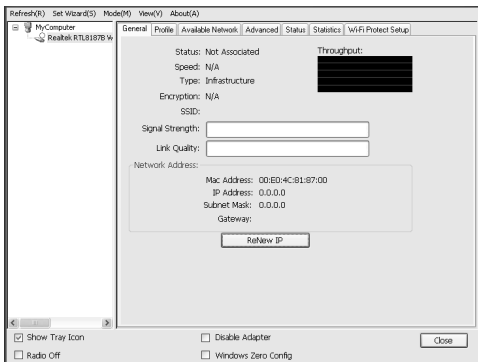 Refresh(R) Set Wizard(S) Mode(M) View(V) About(A)
MyComputer
Realtek RTL8187B W
General Profile Available Network Advanced Status Statistics Wi-Fi Protect Setup
Status: Not Associated
Throughput:
Speed: N/A
Type: Infrastructure
Encryption: N/A
SSID:
Signal Strength:
Link Quality:
Network Address:
Mac Address: 00:E0:4C:81:87:00
IP Address: 0.0.0.0
Subnet Mask: 0.0.0.0
Gateway:
ReNew IP
Show Tray Icon
Disable Adapter
Close
Radio Off
Windows Zero Config